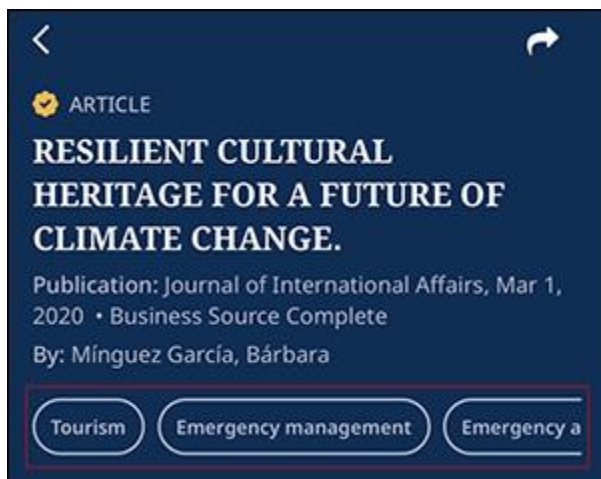 ARTICLE
RESILIENT CULTURAL
HERITAGE FOR A FUTURE OF
CLIMATE CHANGE.
Publication: Journal of International Affairs, Mar 1,
2020 • Business Source Complete
By: Mínguez García, Bárbara
Tourism Emergency management Emergency a